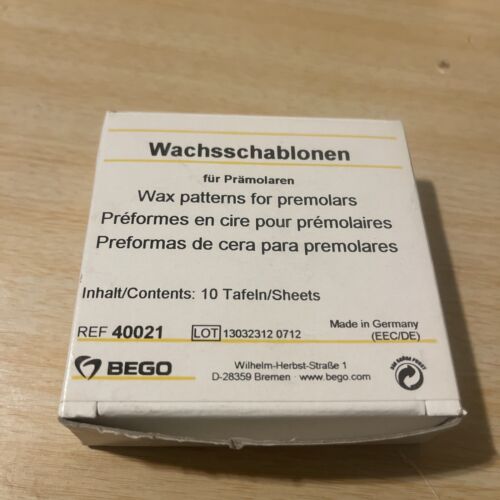 Wachsschablonen
für Prämolaren
Wax patterns for premolars
Préformes en cire pour prémolaires
Preformas de cera para premolares
Inhalt/Contents: 10 Tafeln/Sheets
REF 40021 LOT 13032312 0712 Made in Germany
(EEC/DE)
BEGO Wilhelm-Herbst-Straße 1
D-28359 Bremen · www.bego.com